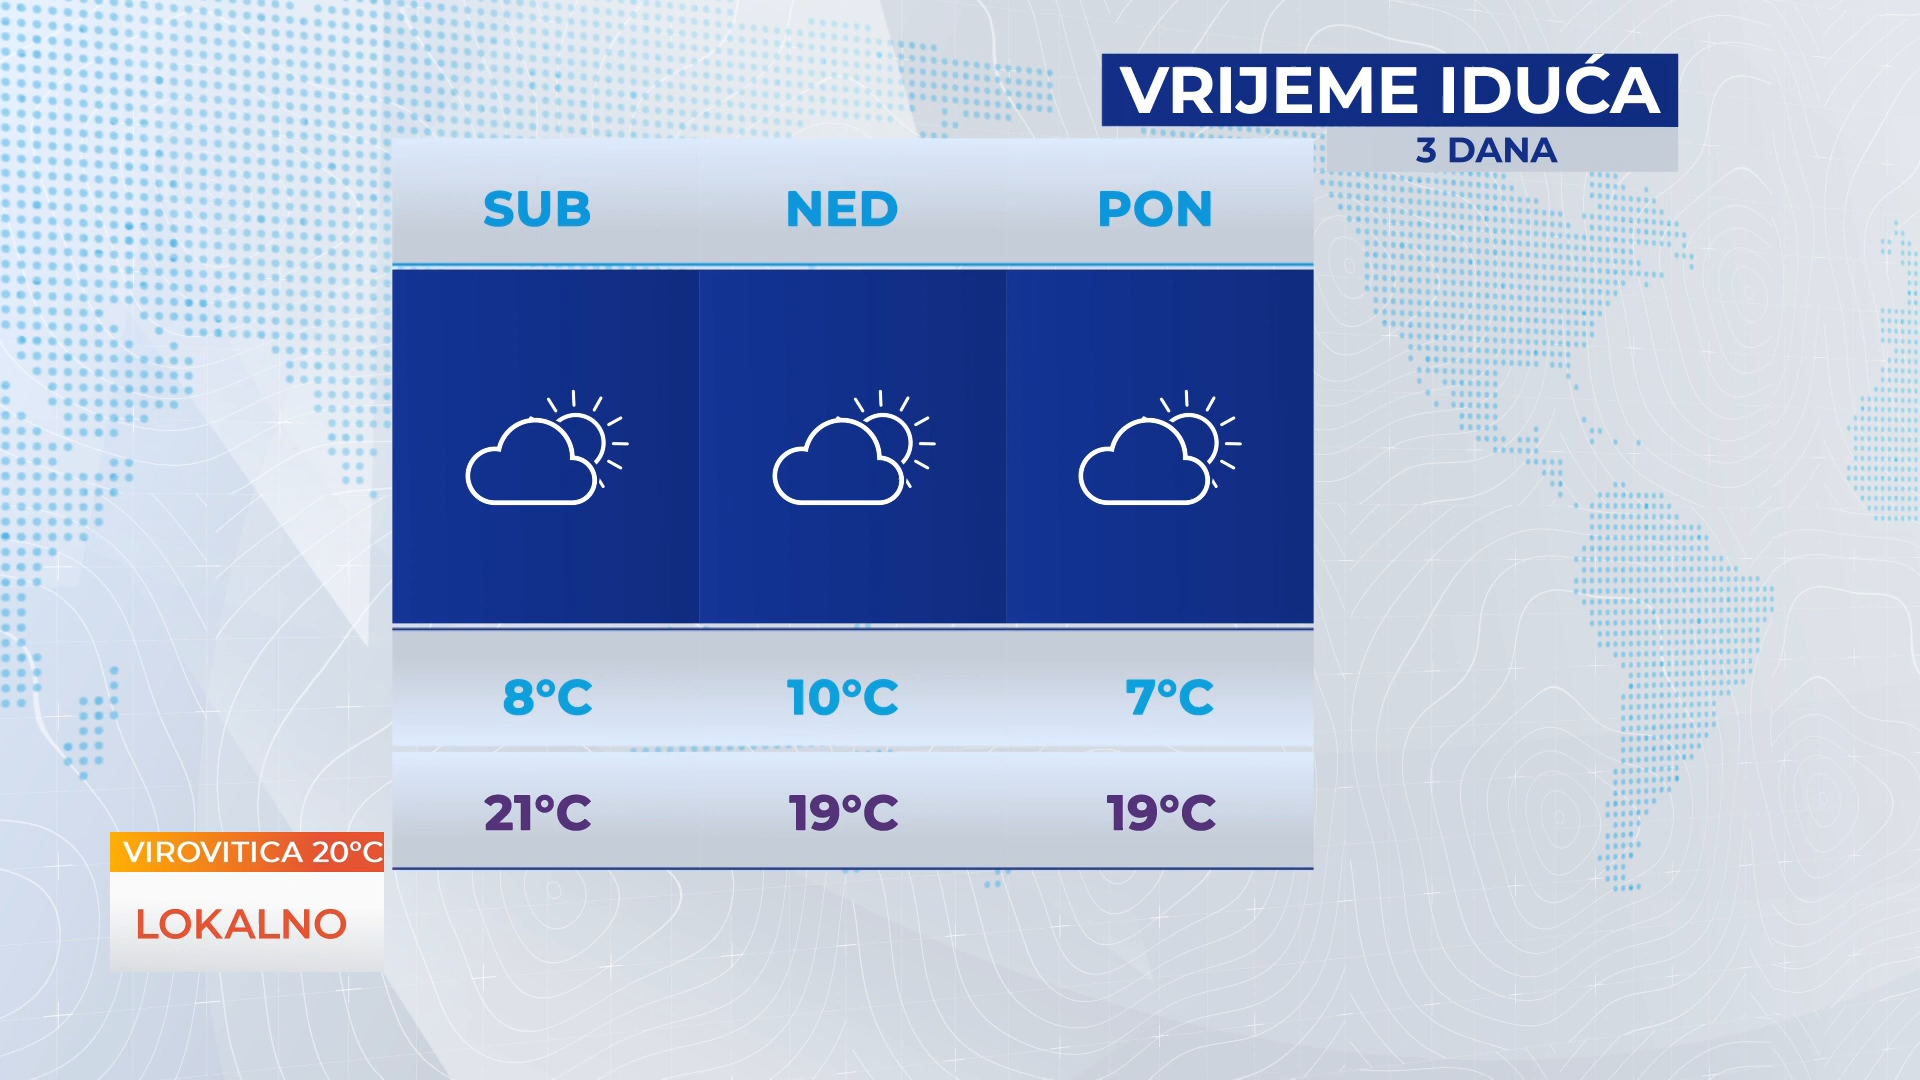 VRIJEME IDUĆA
3 DANA
SUB NED PON
8°C 10°C 7°C
21°C 19°C 19°C
VIROVITICA 20°C
LOKALNO